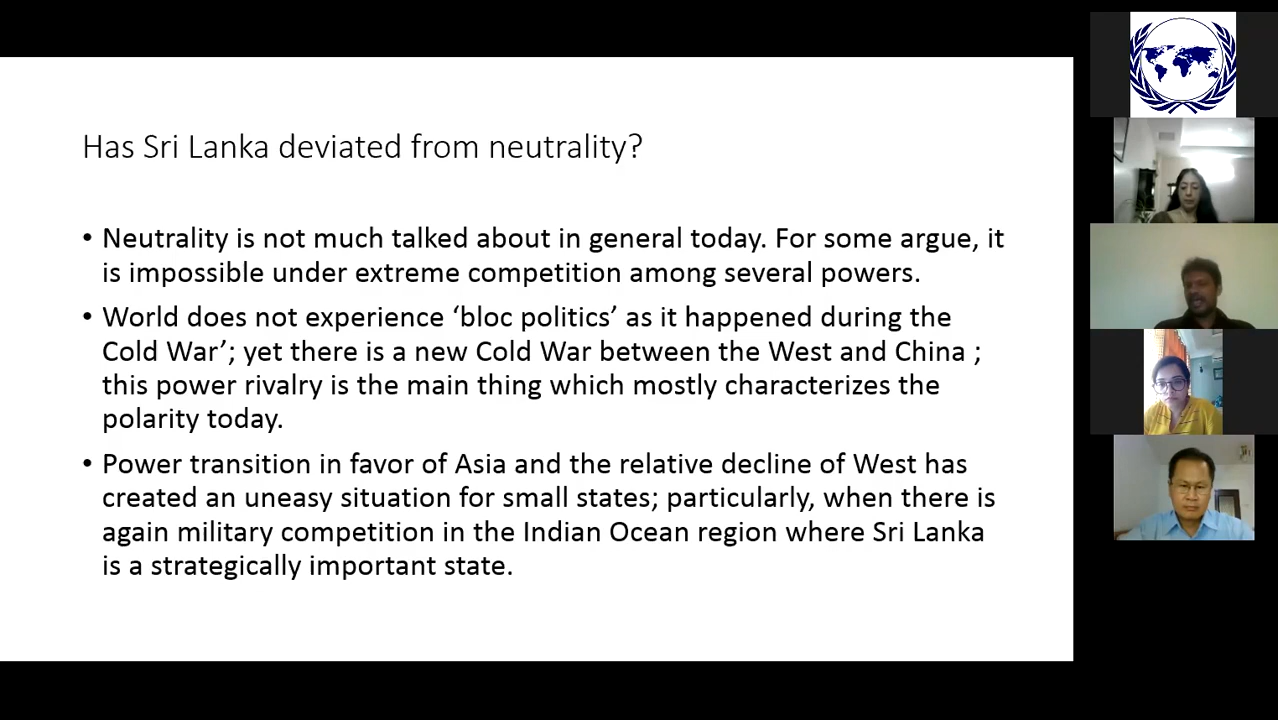 Has Sri Lanka deviated from neutrality?
• Neutrality is not much talked about in general today. For some argue, it
is impossible under extreme competition among several powers.
• World does not experience ‘bloc politics’ as it happened during the
Cold War’; yet there is a new Cold War between the West and China ;
this power rivalry is the main thing which mostly characterizes the
polarity today.
• Power transition in favor of Asia and the relative decline of West has
created an uneasy situation for small states; particularly, when there is
again military competition in the Indian Ocean region where Sri Lanka
is a strategically important state.